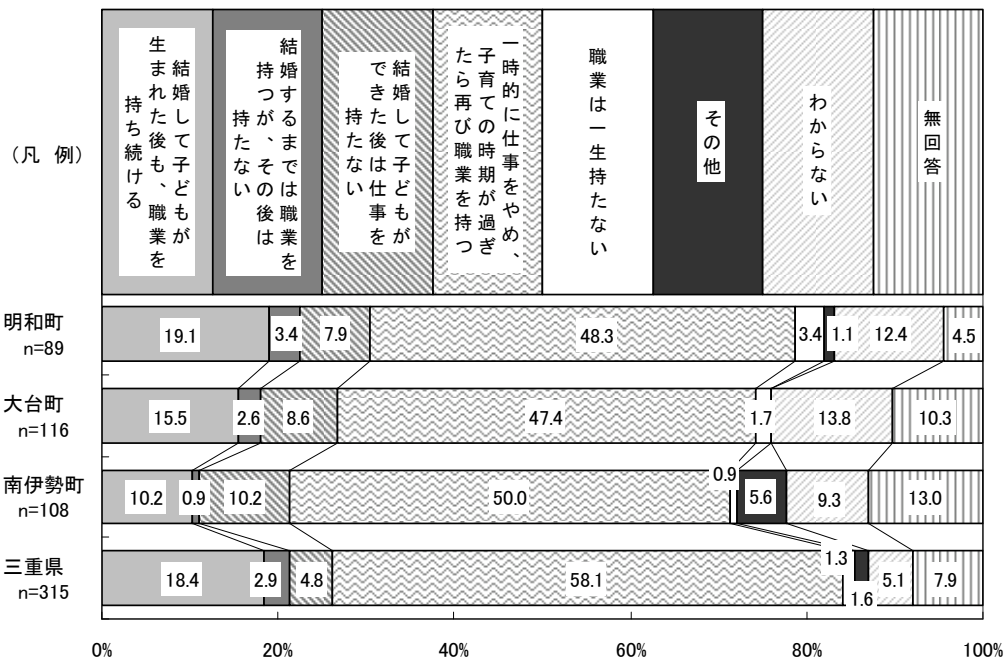 （凡 例）
結婚して子どもが
生まれた後も、職業を
持ち続ける
結婚するまでは職業を
持つが、その後は
持たない
結婚して子どもが
できた後は仕事を
持たない
一時的に仕事をやめ、
子育ての時期が過ぎ
たら再び職業を持つ
職業は一生持たない
その他
わからない
無回答
明和町
n=89
19.1 3.4 7.9 48.3 3.4 1.1 12.4 4.5
大台町
n=116
15.5 2.6 8.6 47.4 1.7 13.8 10.3
南伊勢町
n=108
10.2 0.9 10.2 50.0 0.9 5.6 9.3 13.0
三重県
n=315
18.4 2.9 4.8 58.1 1.3 1.6 5.1 7.9
0% 20% 40% 60% 80% 100%